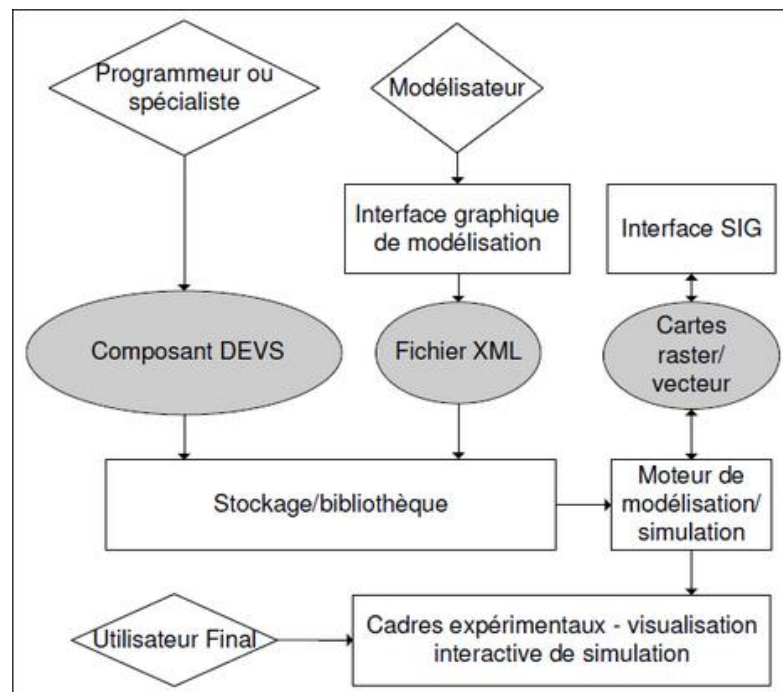 Programmeur ou
spécialiste
Modélisateur
Interface graphique
de modélisation
Interface SIG
Composant DEVS
Fichier XML
Cartes
raster/
vecteur
Stockage/bibliothèque
Moteur de
modélisation/
simulation
Utilisateur Final
Cadres expérimentaux - visualisation
interactive de simulation